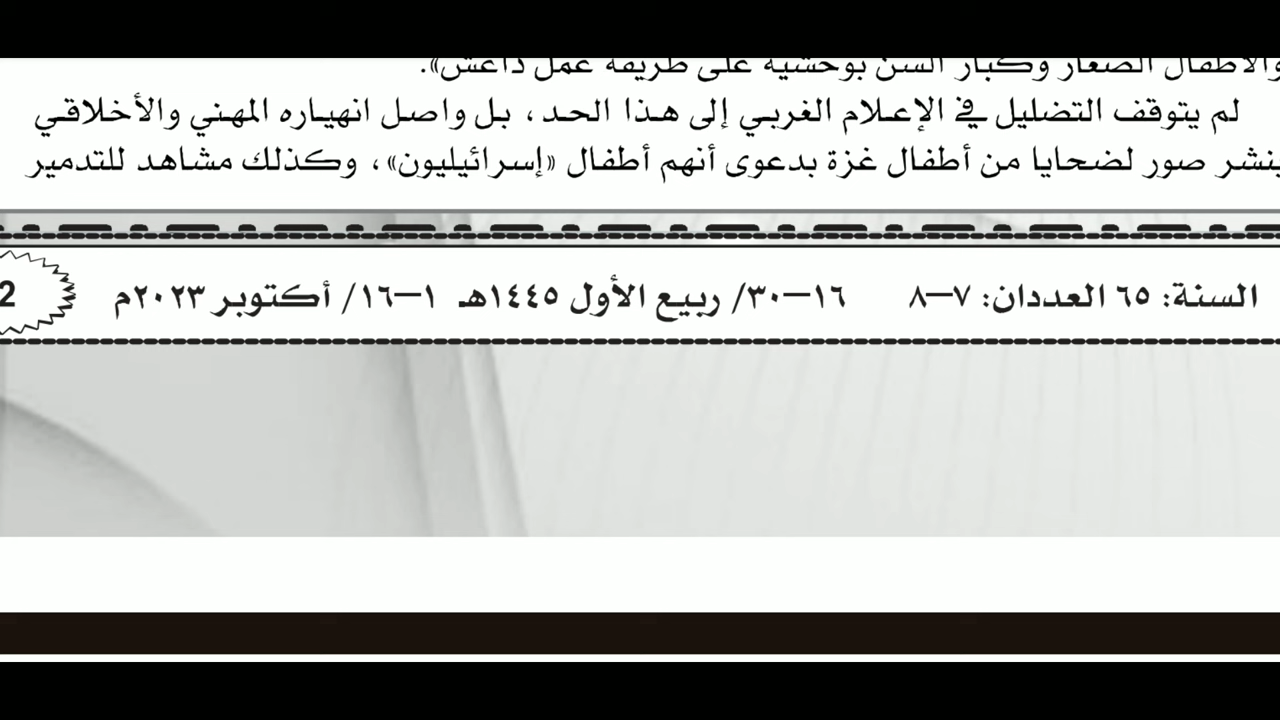 والأطفال الصغار وكبار السن بوحشية على طريقة عمل داعش».
لم يتوقف التضليل في الإعلام الغربي إلى هذا الحد، بل واصل انهياره المهني والأخلاقي
بنشر صور لضحايا من أطفال غزة بدعوى أنهم أطفال «إسرائيليون»، وكذلك مشاهد للتدمير
السنة: ٦٥ العددان: ٧–٨ ١٦–٣٠/ ربيع الأول ١٤٤٥هـ ١–١٦/ أكتوبر ٢٠٢٣م 2